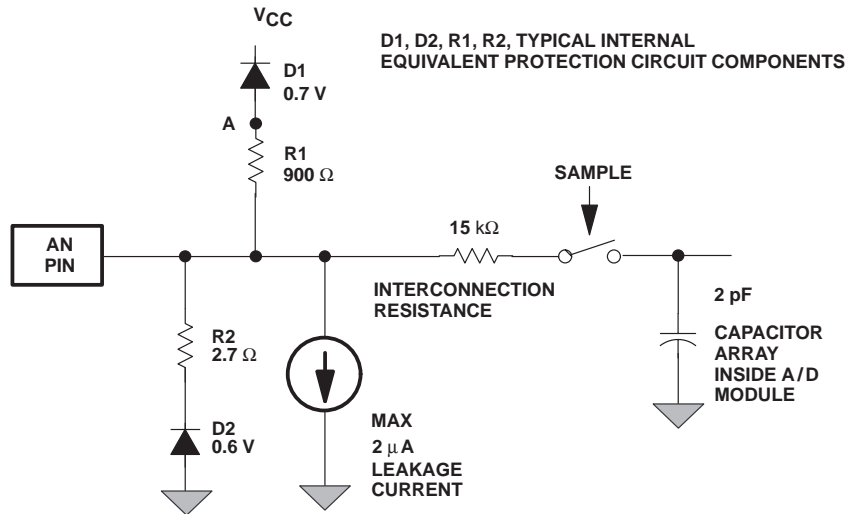 VCC
D1, D2, R1, R2, TYPICAL INTERNAL
EQUIVALENT PROTECTION CIRCUIT COMPONENTS
D1
0.7 V
A
R1
900 Ω
SAMPLE
15 kΩ
AN
PIN
INTERCONNECTION
RESISTANCE
2 pF
CAPACITOR
ARRAY
INSIDE A/D
MODULE
R2
2.7 Ω
D2
0.6 V
MAX
2 μA
LEAKAGE
CURRENT